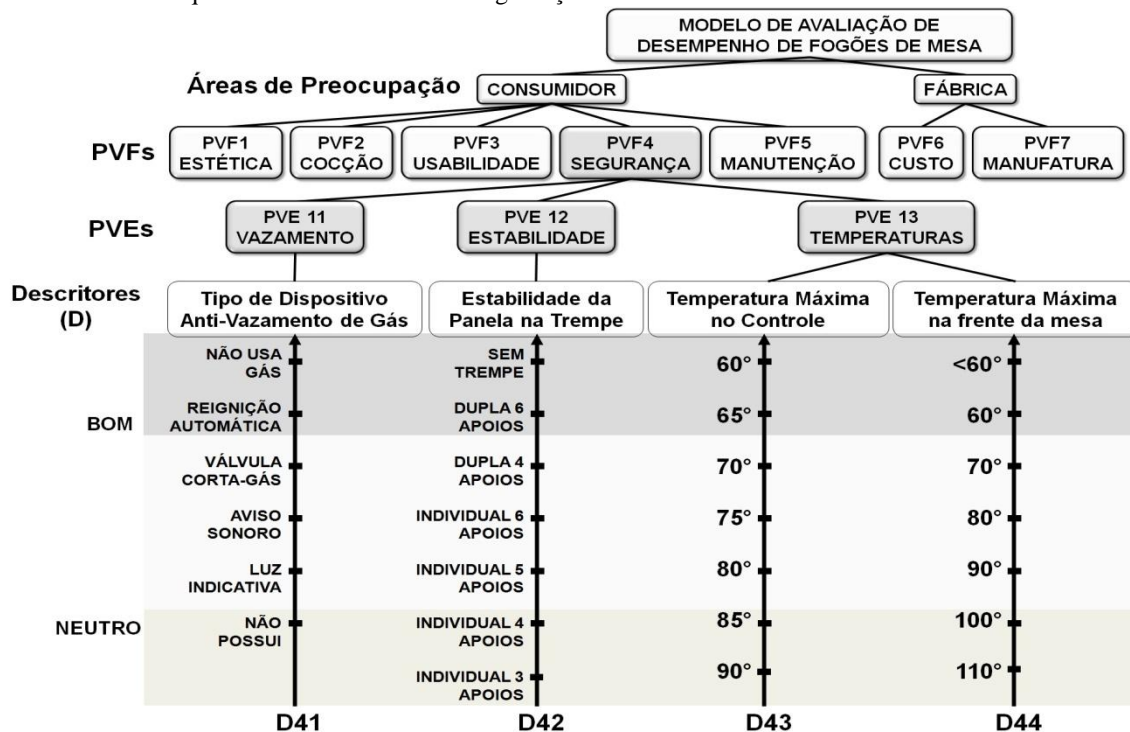 MODELO DE AVALIAÇÃO DE
DESEMPENHO DE FOGÕES DE MESA
Áreas de Preocupação
CONSUMIDOR
FÁBRICA
PVFs
PVF1
ESTÉTICA
PVF2
COCÇÃO
PVF3
USABILIDADE
PVF4
SEGURANÇA
PVF5
MANUTENÇÃO
PVF6
CUSTO
PVF7
MANUFATURA
PVEs
PVE 11
VAZAMENTO
PVE 12
ESTABILIDADE
PVE 13
TEMPERATURAS
Descritores
(D)
Tipo de Dispositivo
Anti-Vazamento de Gás
Estabilidade da
Panela na Trempe
Temperatura Máxima
no Controle
Temperatura Máxima
na frente da mesa
BOM
NEUTRO
NÃO USA
GÁS
REIGNIÇÃO
AUTOMÁTICA
VÁLVULA
CORTA-GÁS
AVISO
SONORO
LUZ
INDICATIVA
NÃO
POSSUI
D41
SEM
TREMPE
DUPLA 6
APOIOS
DUPLA 4
APOIOS
INDIVIDUAL 6
APOIOS
INDIVIDUAL 5
APOIOS
INDIVIDUAL 4
APOIOS
INDIVIDUAL 3
APOIOS
D42
60°
65°
70°
75°
80°
85°
90°
D43
<60°
60°
70°
80°
90°
100°
110°
D44